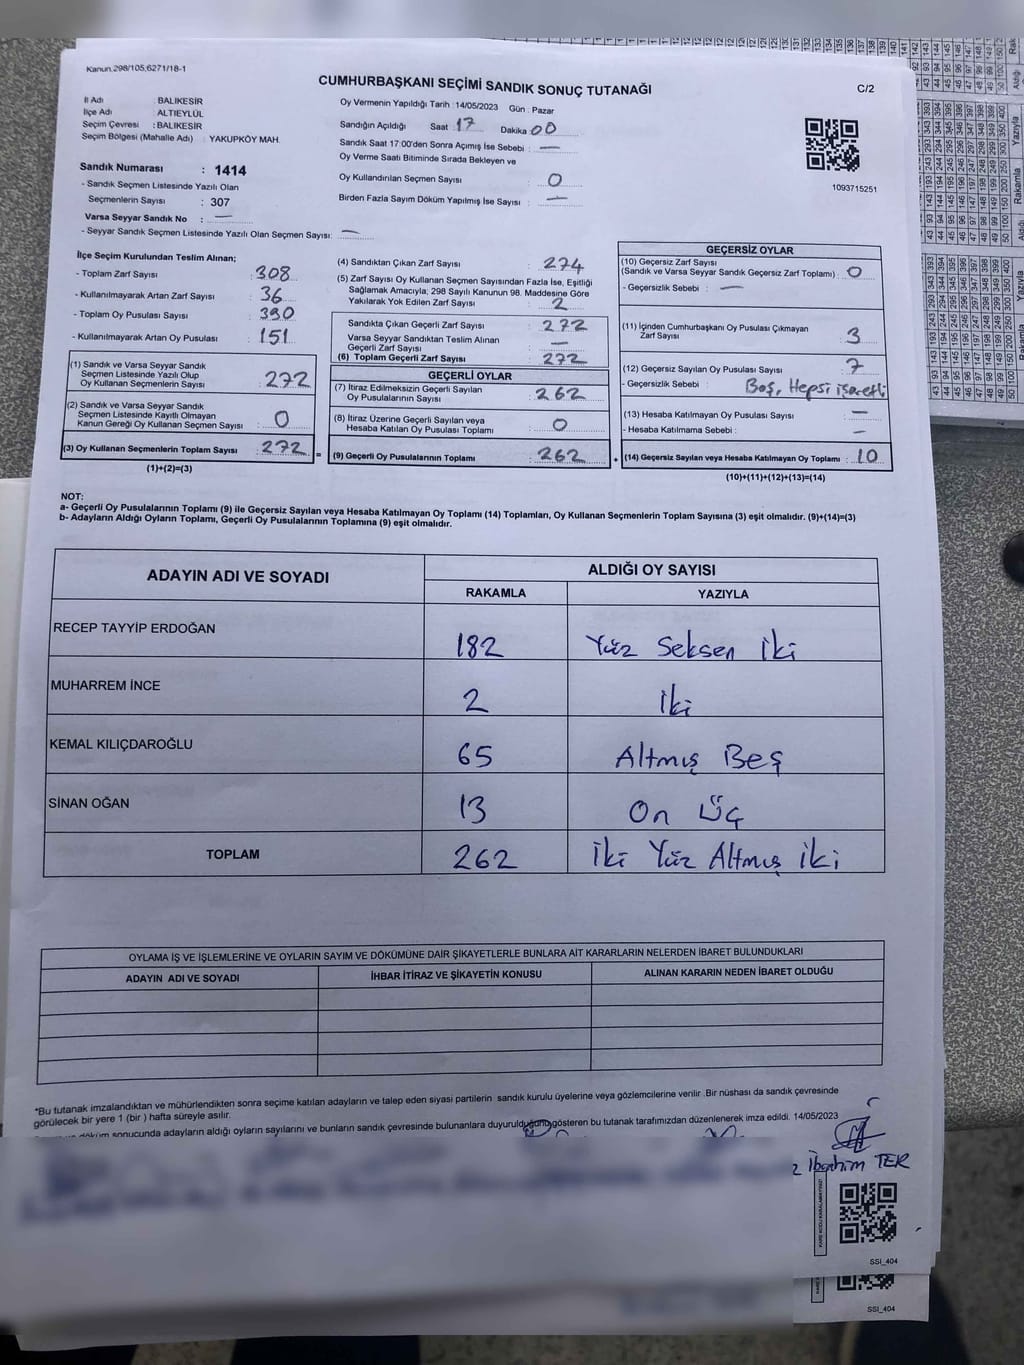 Kanun.298/105,6271/18-1
CUMHURBAŞKANI SEÇİMİ SANDIK SONUÇ TUTANAĞI
C/2
İl Adı : BALIKESİR
İlçe Adı : ALTIEYLÜL
Seçim Çevresi : BALIKESİR
Seçim Bölgesi (Mahalle Adı) : YAKUPKÖY MAH.
Sandık Numarası : 1414
- Sandık Seçmen Listesinde Yazılı Olan
Seçmenlerin Sayısı : 307
Varsa Seyyar Sandık No : —
- Seyyar Sandık Seçmen Listesinde Yazılı Olan Seçmen Sayısı: —
Oy Vermenin Yapıldığı Tarih : 14/05/2023 Gün : Pazar
Sandığın Açıldığı Saat 17 Dakika 00
Sandık Saat 17:00'den Sonra Açımış İse Sebebi : —
Oy Verme Saati Bitiminde Sırada Bekleyen ve
Oy Kullandırılan Seçmen Sayısı : 0
Birden Fazla Sayım Döküm Yapılmış İse Sayısı : —
1093715251
İlçe Seçim Kurulundan Teslim Alınan;
- Toplam Zarf Sayısı : 308
- Kullanılmayarak Artan Zarf Sayısı : 36
- Toplam Oy Pusulası Sayısı : 390
- Kullanılmayarak Artan Oy Pusulası : 151
(1) Sandık ve Varsa Seyyar Sandık
Seçmen Listesinde Yazılı Olup
Oy Kullanan Seçmenlerin Sayısı : 272
(2) Sandık ve Varsa Seyyar Sandık
Seçmen Listesinde Kayıtlı Olmayan
Kanun Gereği Oy Kullanan Seçmen Sayısı : 0
(3) Oy Kullanan Seçmenlerin Toplam Sayısı : 272 =
(1)+(2)=(3)
(4) Sandıktan Çıkan Zarf Sayısı : 274
(5) Zarf Sayısı Oy Kullanan Seçmen Sayısından Fazla İse, Eşitliği
Sağlamak Amacıyla; 298 Sayılı Kanunun 98. Maddesine Göre
Yakılarak Yok Edilen Zarf Sayısı : 2
Sandıkta Çıkan Geçerli Zarf Sayısı : 272
Varsa Seyyar Sandıktan Teslim Alınan
Geçerli Zarf Sayısı : —
(6) Toplam Geçerli Zarf Sayısı : 272
GEÇERLİ OYLAR
(7) İtiraz Edilmeksizin Geçerli Sayılan
Oy Pusulalarının Sayısı : 262
(8) İtiraz Üzerine Geçerli Sayılan veya
Hesaba Katılan Oy Pusulası Toplamı : 0
(9) Geçerli Oy Pusulalarının Toplamı : 262 +
GEÇERSİZ OYLAR
(10) Geçersiz Zarf Sayısı
(Sandık ve Varsa Seyyar Sandık Geçersiz Zarf Toplamı) : 0
- Geçersizlik Sebebi : —
(11) İçinden Cumhurbaşkanı Oy Pusulası Çıkmayan
Zarf Sayısı : 3
(12) Geçersiz Sayılan Oy Pusulası Sayısı : 7
- Geçersizlik Sebebi : Boş, Hepsi işaretli
(13) Hesaba Katılmayan Oy Pusulası Sayısı : —
- Hesaba Katılmama Sebebi : —
(14) Geçersiz Sayılan veya Hesaba Katılmayan Oy Toplamı : 10
(10)+(11)+(12)+(13)=(14)
NOT:
a- Geçerli Oy Pusulalarının Toplamı (9) ile Geçersiz Sayılan veya Hesaba Katılmayan Oy Toplamı (14) Toplamları, Oy Kullanan Seçmenlerin Toplam Sayısına (3) eşit olmalıdır. (9)+(14)=(3)
b- Adayların Aldığı Oyların Toplamı, Geçerli Oy Pusulalarının Toplamına (9) eşit olmalıdır.
ADAYIN ADI VE SOYADI ALDIĞI OY SAYISI
RAKAMLA YAZIYLA
RECEP TAYYİP ERDOĞAN 182 Yüz Seksen İki
MUHARREM İNCE 2 İki
KEMAL KILIÇDAROĞLU 65 Altmış Beş
SİNAN OĞAN 13 On Üç
TOPLAM 262 İki Yüz Altmış İki
OYLAMA İŞ VE İŞLEMLERİNE VE OYLARIN SAYIM VE DÖKÜMÜNE DAİR ŞİKAYETLERLE BUNLARA AİT KARARLARIN NELERDEN İBARET BULUNDUKLARI
ADAYIN ADI VE SOYADI İHBAR İTİRAZ VE ŞİKAYETİN KONUSU ALINAN KARARIN NEDEN İBARET OLDUĞU
*Bu tutanak imzalandıktan ve mühürlendikten sonra seçime katılan adayların ve talep eden siyasi partilerin sandık kurulu üyelerine veya gözlemcilerine verilir .Bir nüshası da sandık çevresinde
görülecek bir yere 1 (bir ) hafta süreyle asılır.
döküm sonucunda adayların aldığı oyların sayılarını ve bunların sandık çevresinde bulunanlara duyurulduğunu gösteren bu tutanak tarafımızdan düzenlenerek imza edildi. 14/05/2023
İbrahim TER
SSI_404
SSI_404